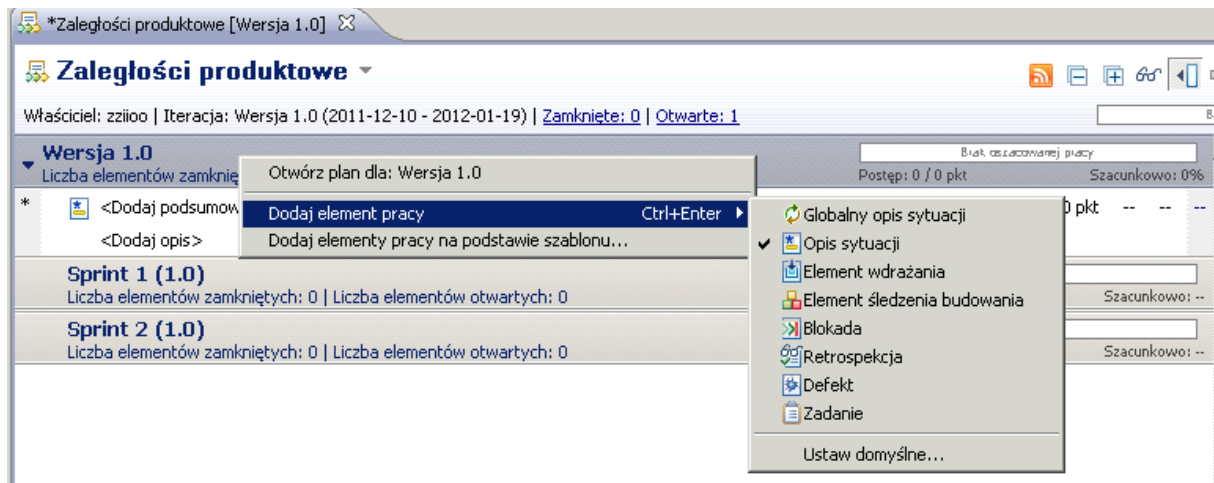 *Zaległości produktowe [Wersja 1.0]
Zaległości produktowe
Właściciel: zziioo | Iteracja: Wersja 1.0 (2011-12-10 - 2012-01-19) | Zamknięte: 0 | Otwarte: 1
Wersja 1.0
Brak oszacowanej pracy
Liczba elementów zamknię
Postęp: 0 / 0 pkt
Szacunkowo: 0%
Otwórz plan dla: Wersja 1.0
Dodaj element pracy Ctrl+Enter
Dodaj elementy pracy na podstawie szablonu...
* <Dodaj podsumow
0 pkt -- -- --
<Dodaj opis>
Globalny opis sytuacji
Opis sytuacji
Element wdrażania
Element śledzenia budowania
Blokada
Retrospekcja
Defekt
Zadanie
Ustaw domyślne...
Sprint 1 (1.0)
Liczba elementów zamkniętych: 0 | Liczba elementów otwartych: 0
Szacunkowo: --
Sprint 2 (1.0)
Liczba elementów zamkniętych: 0 | Liczba elementów otwartych: 0
Szacunkowo: --